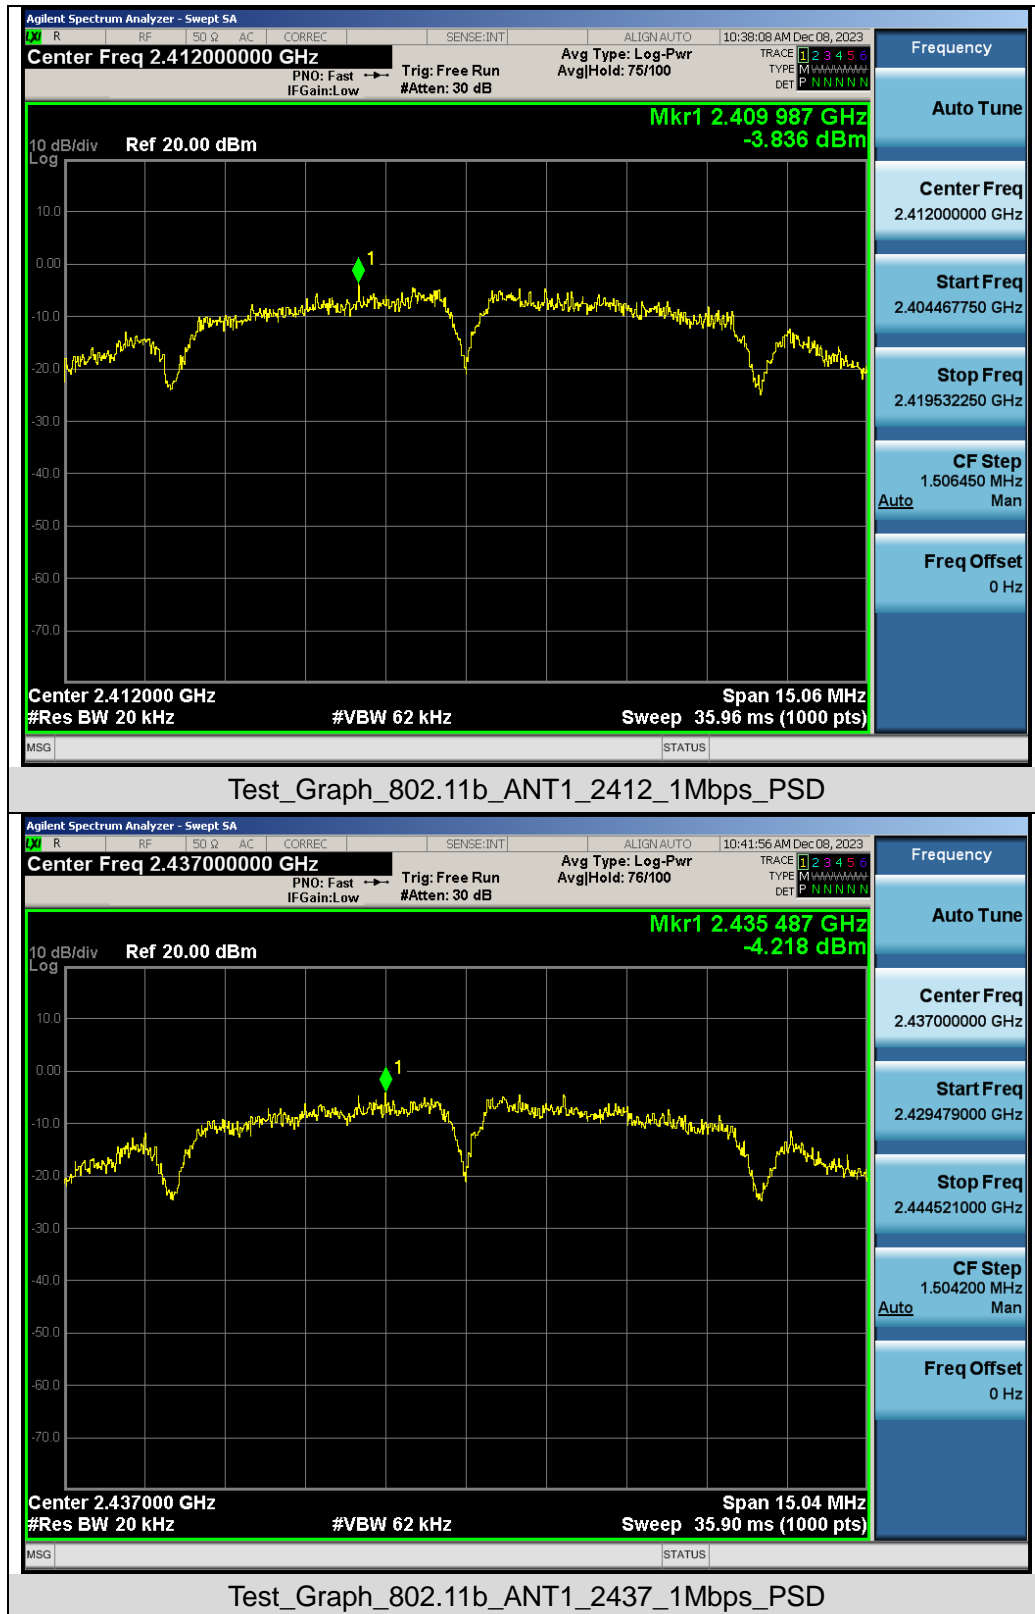 Agilent Spectrum Analyzer - Swept SA
LXI R RF 50 Ω AC CORREC SENSE:INT ALIGN AUTO 10:38:08 AM Dec 08, 2023
Center Freq 2.412000000 GHz
PNO: Fast
IFGain:Low
Trig: Free Run
#Atten: 30 dB
Avg Type: Log-Pwr
Avg|Hold: 75/100
TRACE 1 2 3 4 5 6
TYPE M WWWWW
DET P N N N N N
Mkr1 2.409 987 GHz
-3.836 dBm
10 dB/div Ref 20.00 dBm
Log
10.0
0.00
-10.0
-20.0
-30.0
-40.0
-50.0
-60.0
-70.0
1
Center 2.412000 GHz Span 15.06 MHz
#Res BW 20 kHz #VBW 62 kHz Sweep 35.96 ms (1000 pts)
MSG STATUS
Frequency
Auto Tune
Center Freq
2.412000000 GHz
Start Freq
2.404467750 GHz
Stop Freq
2.419532250 GHz
CF Step
1.506450 MHz
Auto Man
Freq Offset
0 Hz
Test_Graph_802.11b_ANT1_2412_1Mbps_PSD
Agilent Spectrum Analyzer - Swept SA
LXI R RF 50 Ω AC CORREC SENSE:INT ALIGN AUTO 10:41:56 AM Dec 08, 2023
Center Freq 2.437000000 GHz
PNO: Fast
IFGain:Low
Trig: Free Run
#Atten: 30 dB
Avg Type: Log-Pwr
Avg|Hold: 76/100
TRACE 1 2 3 4 5 6
TYPE M WWWWW
DET P N N N N N
Mkr1 2.435 487 GHz
-4.218 dBm
10 dB/div Ref 20.00 dBm
Log
10.0
0.00
-10.0
-20.0
-30.0
-40.0
-50.0
-60.0
-70.0
1
Center 2.437000 GHz Span 15.04 MHz
#Res BW 20 kHz #VBW 62 kHz Sweep 35.90 ms (1000 pts)
MSG STATUS
Frequency
Auto Tune
Center Freq
2.437000000 GHz
Start Freq
2.429479000 GHz
Stop Freq
2.444521000 GHz
CF Step
1.504200 MHz
Auto Man
Freq Offset
0 Hz
Test_Graph_802.11b_ANT1_2437_1Mbps_PSD